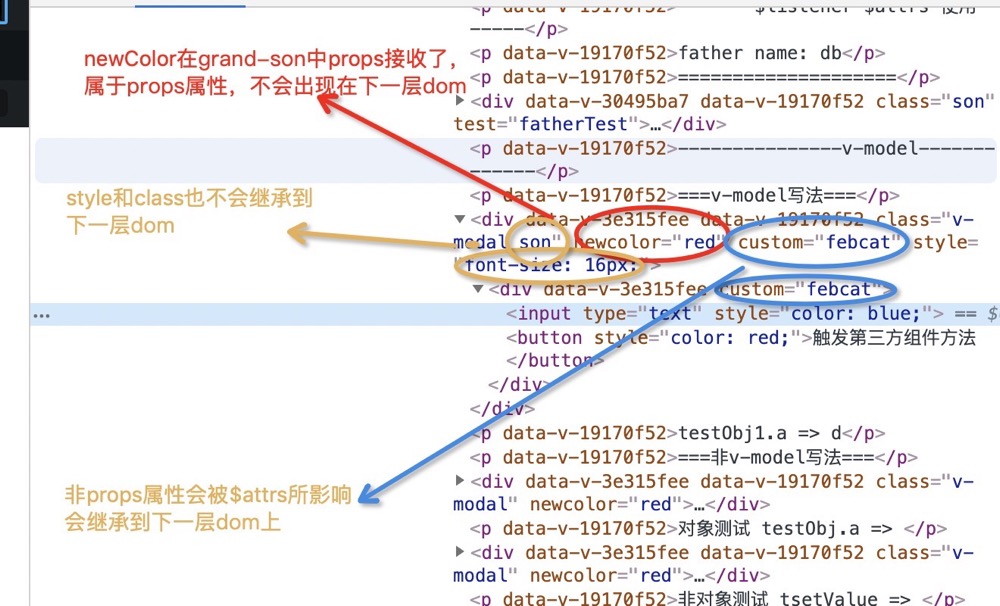 <p data-v-19170f52>-------$listener $attrs 使用
-----</p>
<p data-v-19170f52>father name: db</p>
<p data-v-19170f52>====================</p>
<div data-v-30495ba7 data-v-19170f52 class="son"
test="fatherTest">…</div>
<p data-v-19170f52>---------------v-model-------
------</p>
<p data-v-19170f52>===v-model写法===</p>
<div data-v-3e315fee data-v-19170f52 class="v-
modal son" newcolor="red" custom="febcat" style=
"font-size: 16px;">
<div data-v-3e315fee custom="febcat">
<input type="text" style="color: blue;"> == $
<button style="color: red;">触发第三方组件方法
</button>
</div>
</div>
<p data-v-19170f52>testObj1.a => d</p>
<p data-v-19170f52>===非v-model写法===</p>
<div data-v-3e315fee data-v-19170f52 class="v-
modal" newcolor="red">…</div>
<p data-v-19170f52>对象测试 testObj.a => </p>
<div data-v-3e315fee data-v-19170f52 class="v-
modal" newcolor="red">…</div>
<p data-v-19170f52>非对象测试 tsetValue => </p>
newColor在grand-son中props接收了，
属于props属性，不会出现在下一层dom
style和class也不会继承到
下一层dom
非props属性会被$attrs所影响
会继承到下一层dom上